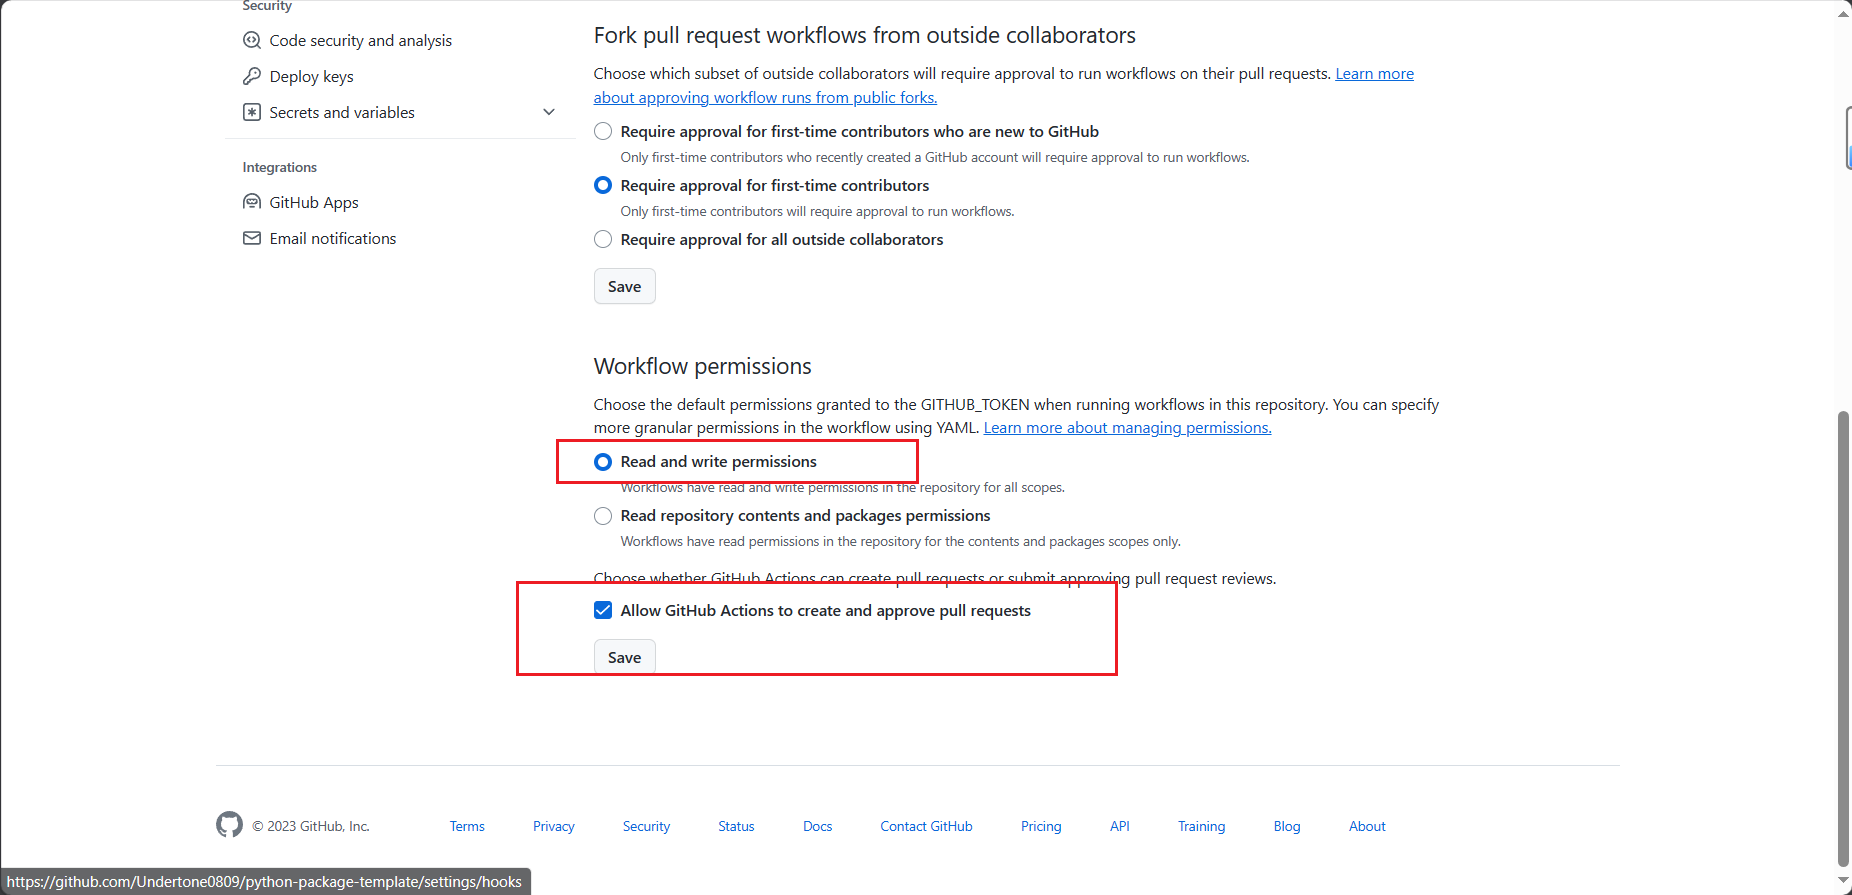 Security
Code security and analysis
Deploy keys
Secrets and variables
Integrations
GitHub Apps
Email notifications
Fork pull request workflows from outside collaborators
Choose which subset of outside collaborators will require approval to run workflows on their pull requests. Learn more
about approving workflow runs from public forks.
Require approval for first-time contributors who are new to GitHub
Only first-time contributors who recently created a GitHub account will require approval to run workflows.
Require approval for first-time contributors
Only first-time contributors will require approval to run workflows.
Require approval for all outside collaborators
Save
Workflow permissions
Choose the default permissions granted to the GITHUB_TOKEN when running workflows in this repository. You can specify
more granular permissions in the workflow using YAML. Learn more about managing permissions.
Read and write permissions
Workflows have read and write permissions in the repository for all scopes.
Read repository contents and packages permissions
Workflows have read permissions in the repository for the contents and packages scopes only.
Choose whether GitHub Actions can create pull requests or submit approving pull request reviews.
Allow GitHub Actions to create and approve pull requests
Save
© 2023 GitHub, Inc.
Terms
Privacy
Security
Status
Docs
Contact GitHub
Pricing
API
Training
Blog
About
https://github.com/Undertone0809/python-package-template/settings/hooks